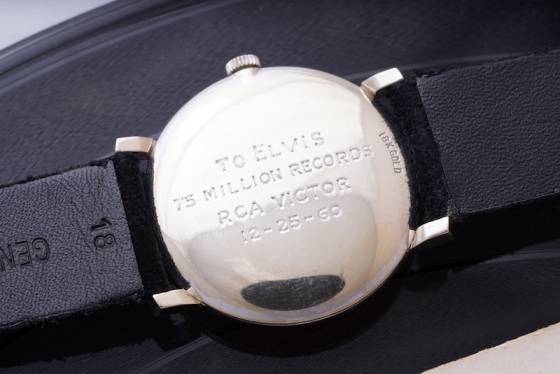 TO ELVIS
75 MILLION RECORDS
RCA VICTOR
12-25-60
18K GOLD
18
GEN